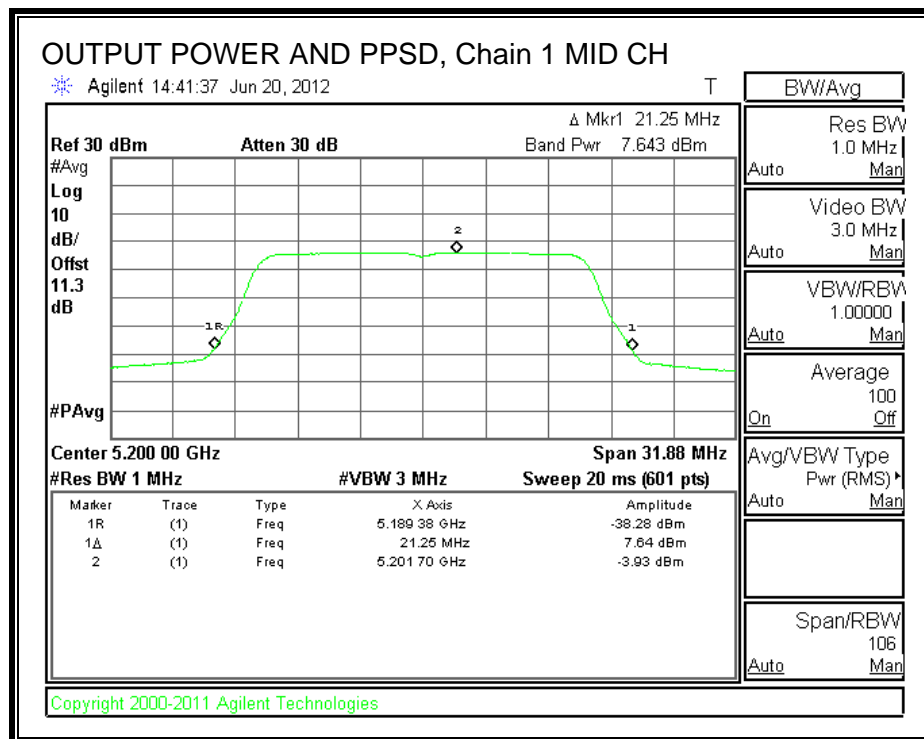 OUTPUT POWER AND PPSD, Chain 1 MID CH
Agilent 14:41:37 Jun 20, 2012 T
Δ Mkr1 21.25 MHz
Ref 30 dBm Atten 30 dB Band Pwr 7.643 dBm
#Avg
Log
10
dB/
Offst
11.3
dB
#PAvg
2
1R
1
Center 5.200 00 GHz Span 31.88 MHz
#Res BW 1 MHz #VBW 3 MHz Sweep 20 ms (601 pts)
Marker Trace Type X Axis Amplitude
1R (1) Freq 5.189 38 GHz -38.28 dBm
1Δ (1) Freq 21.25 MHz 7.64 dBm
2 (1) Freq 5.201 70 GHz -3.93 dBm
Copyright 2000-2011 Agilent Technologies
BW/Avg
Res BW
1.0 MHz
Auto Man
Video BW
3.0 MHz
Auto Man
VBW/RBW
1.00000
Auto Man
Average
100
On Off
Avg/VBW Type
Pwr (RMS)
Auto Man
Span/RBW
106
Auto Man